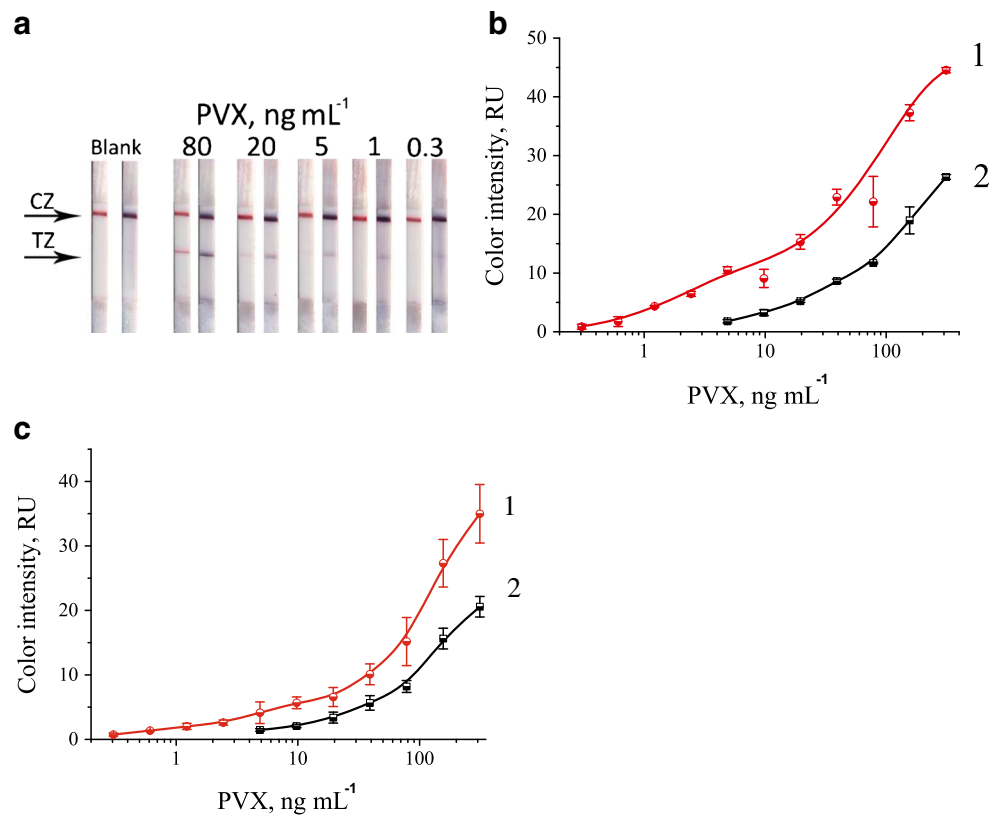 a
PVX, ng mL-1
Blank 80 20 5 1 0.3
CZ
TZ
b
50
40
30
20
10
0
Color intensity, RU
1
2
1 10 100
PVX, ng mL-1
c
40
30
20
10
0
Color intensity, RU
1
2
1 10 100
PVX, ng mL-1